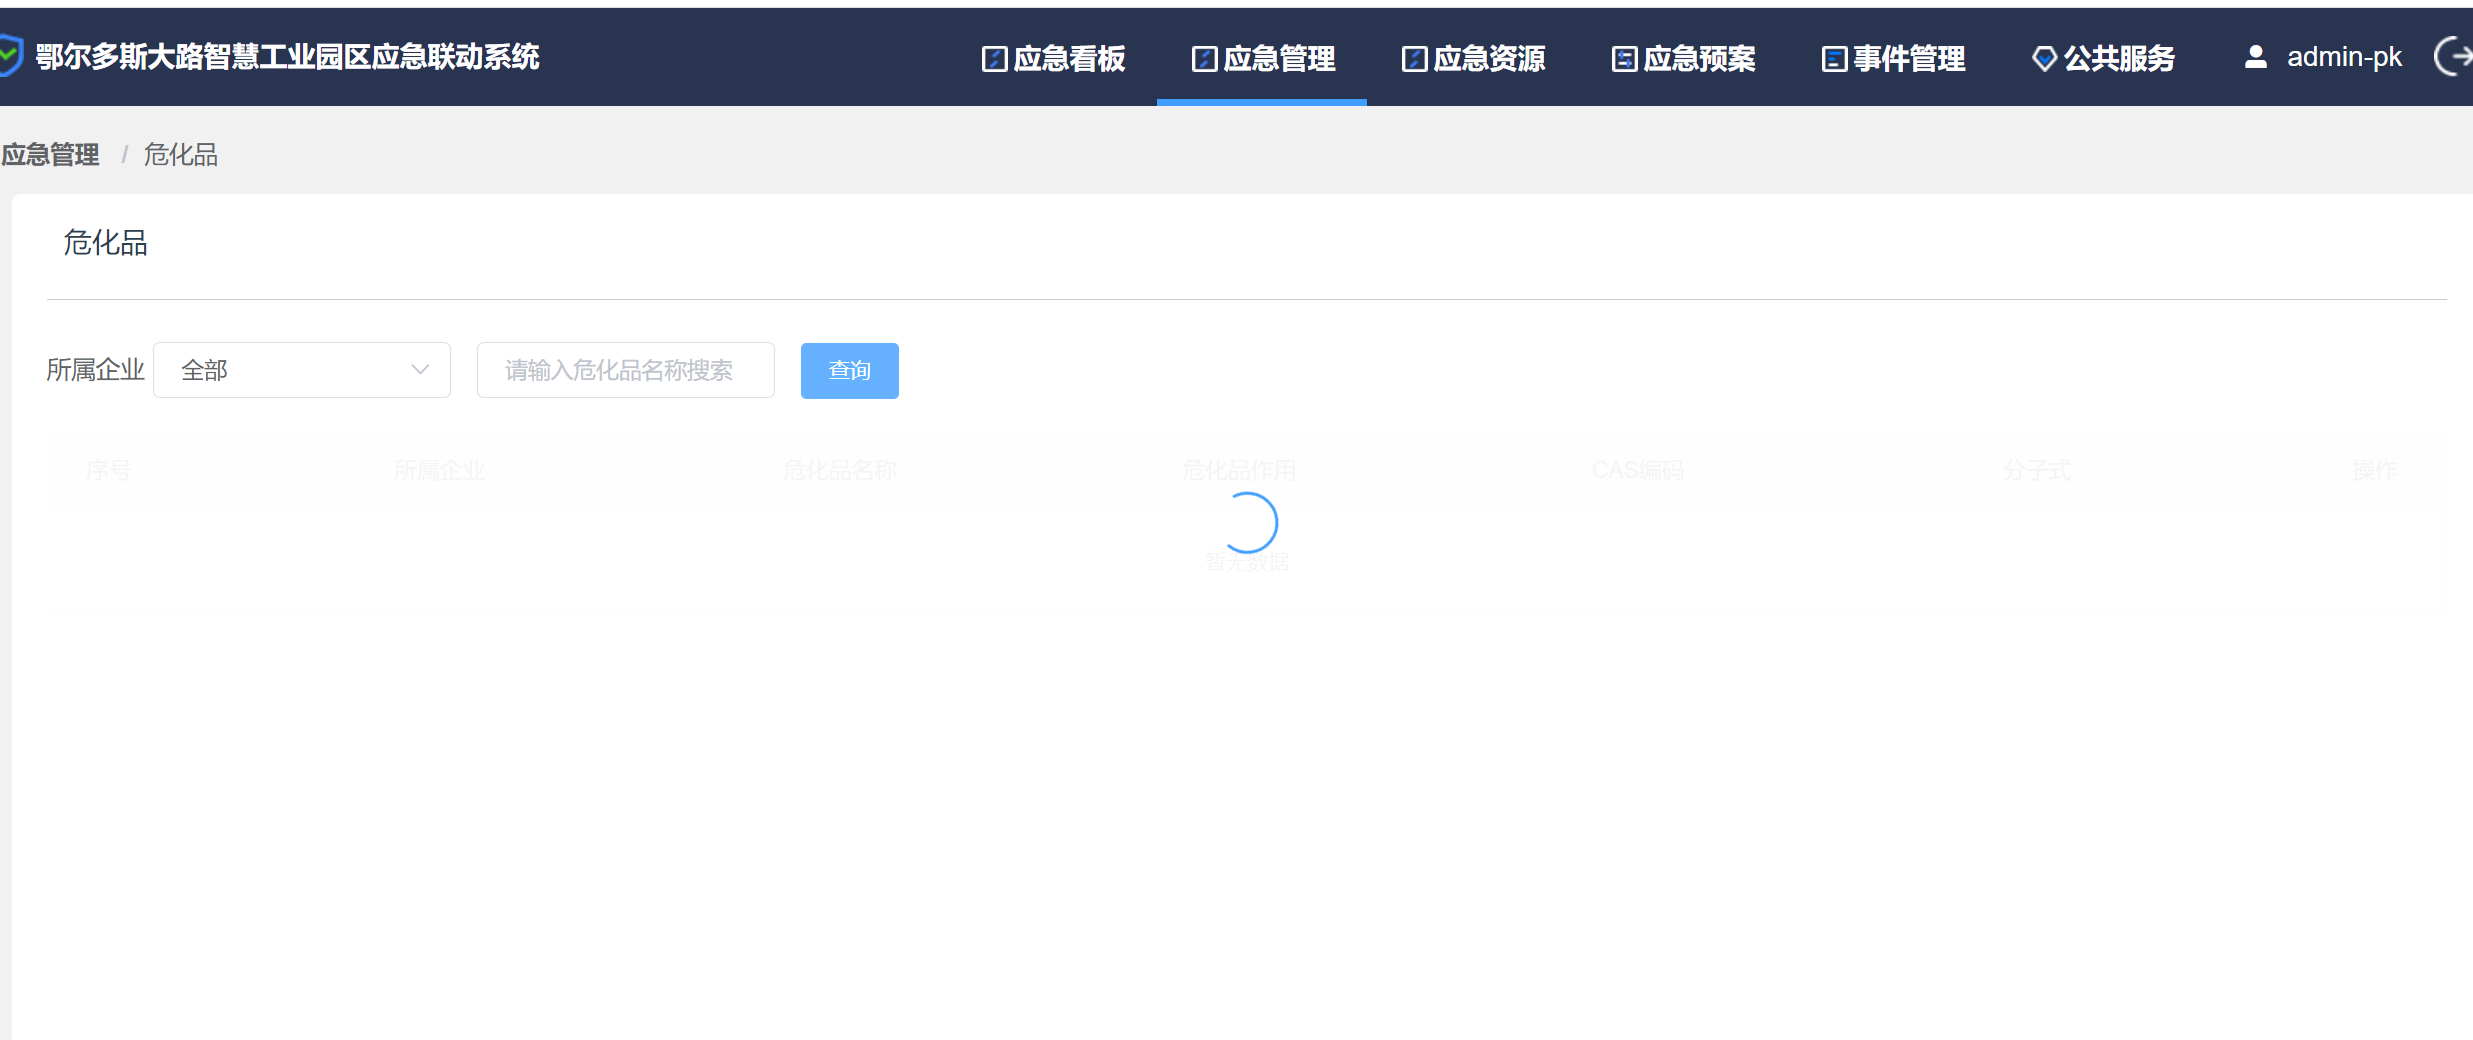 鄂尔多斯大路智慧工业园区应急联动系统 应急看板 应急管理 应急资源 应急预案 事件管理 公共服务 admin-pk
应急管理 / 危化品
危化品
所属企业 全部 请输入危化品名称搜索 查询
序号 所属企业 危化品名称 危化品作用 CAS编码 分子式 操作
暂无数据